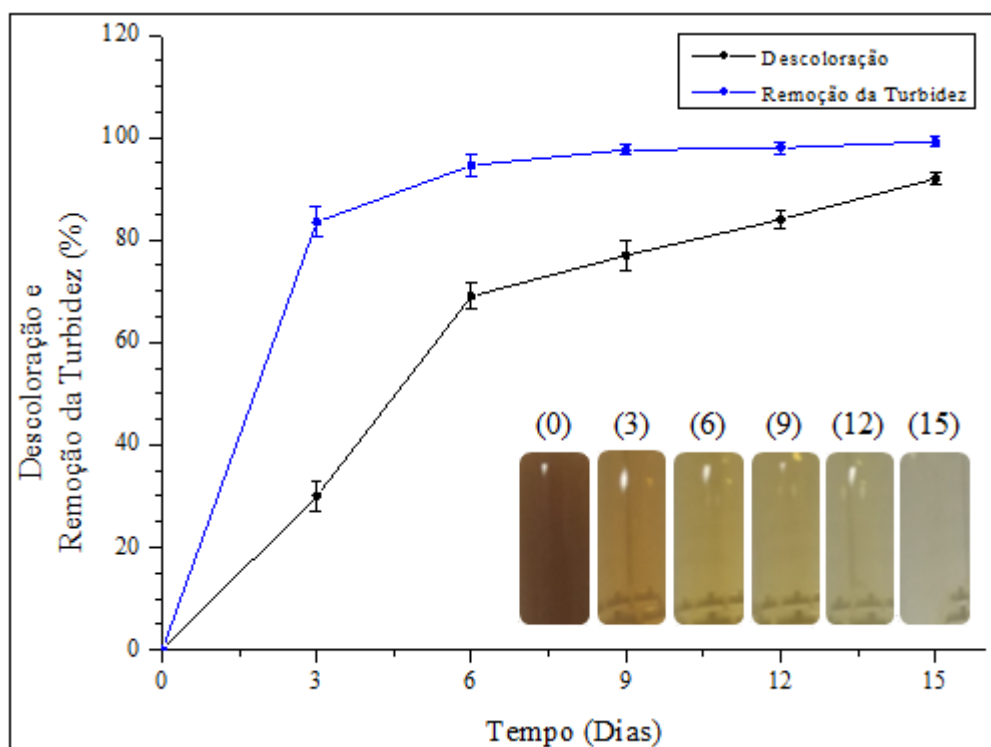 Descoloração
Remoção da Turbidez
Descoloração e
Remoção da Turbidez (%)
120
100
80
60
40
20
0
(0) (3) (6) (9) (12) (15)
0 3 6 9 12 15
Tempo (Dias)